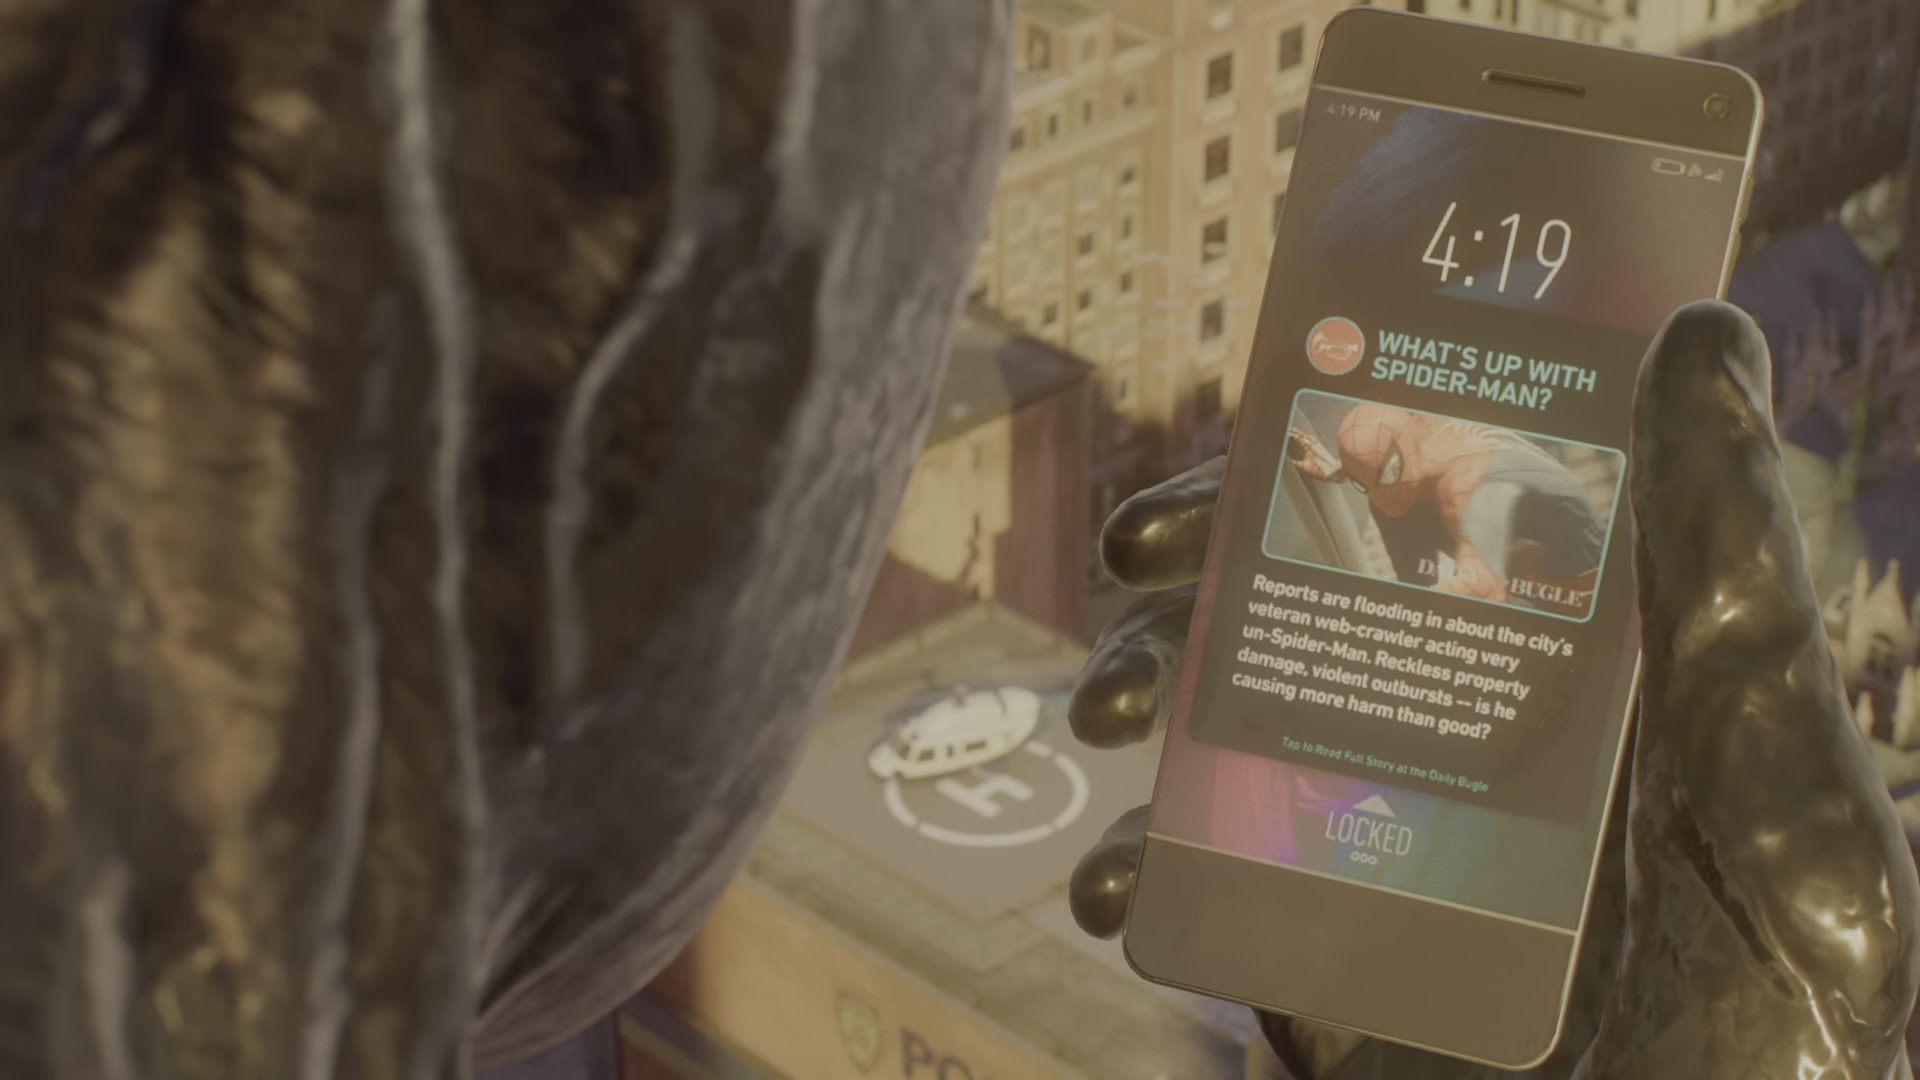 4:19 PM
4:19
WHAT'S UP WITH
SPIDER-MAN?
BUGLE
Reports are flooding in about the city's
veteran web-crawler acting very
un-Spider-Man. Reckless property
damage, violent outbursts -- is he
causing more harm than good?
Tap to Read Full Story at the Daily Bugle
LOCKED
H
PO